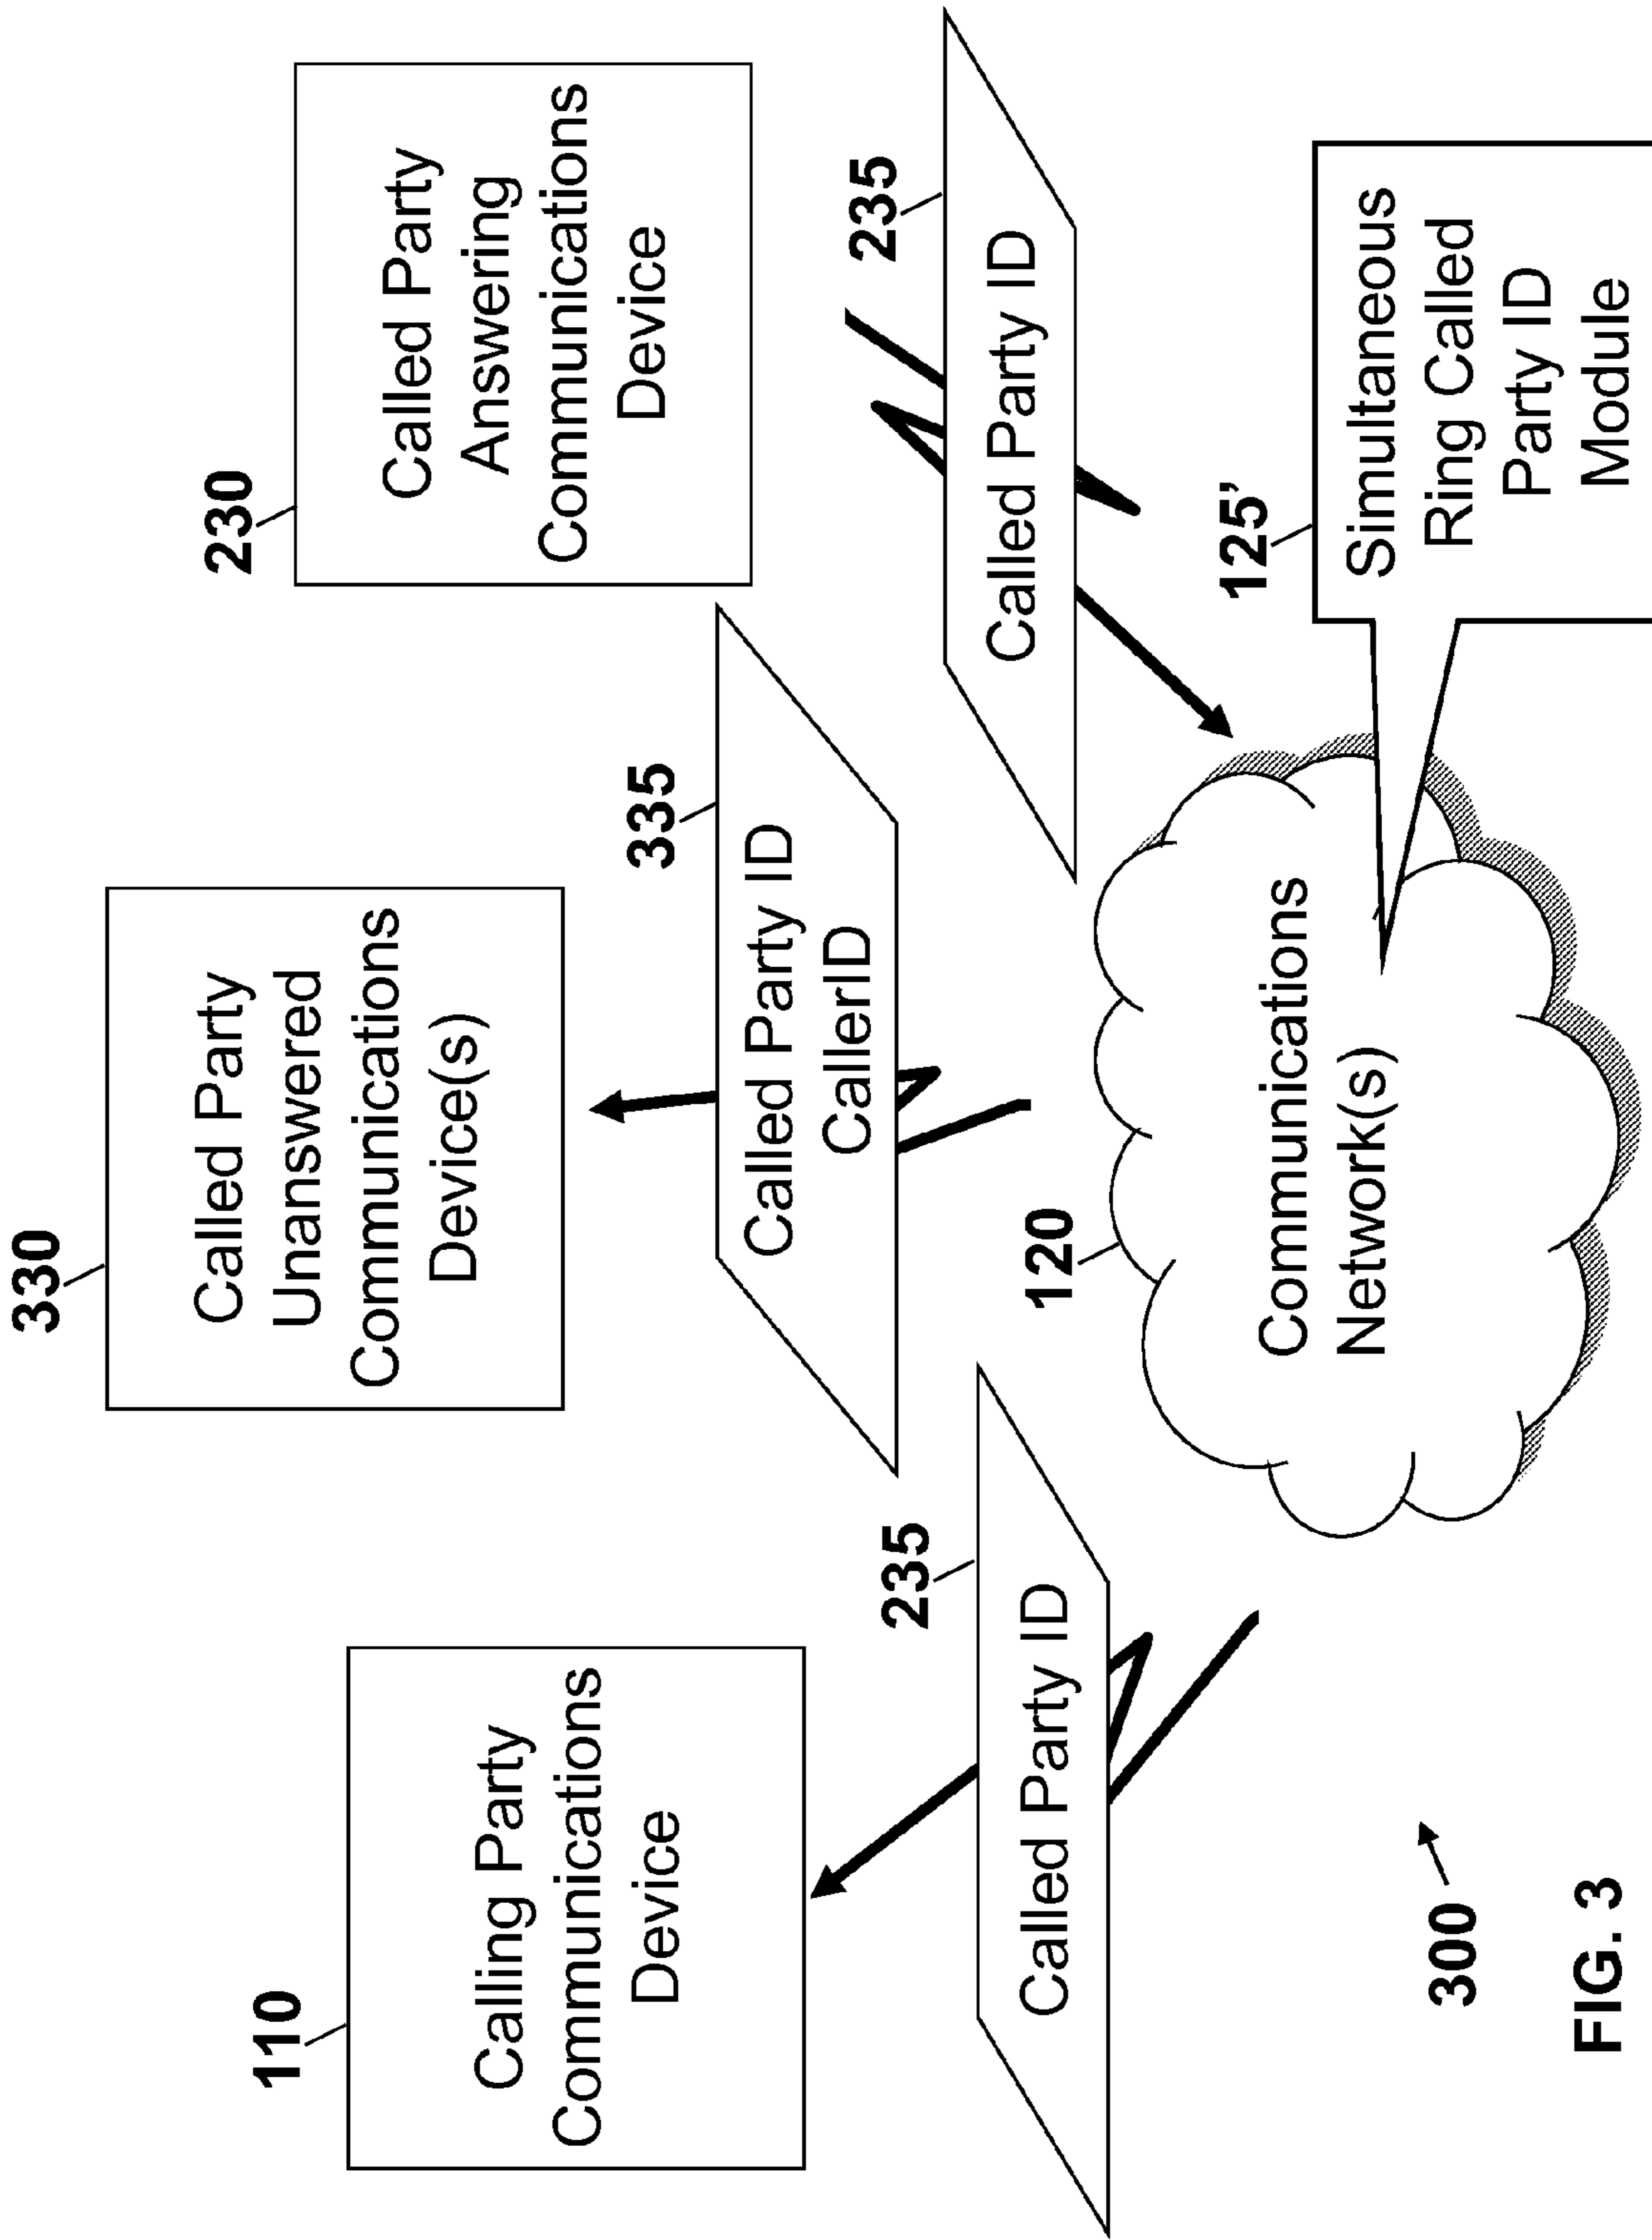 330
Called Party
Unanswered
Communications
Device(s)
110
Calling Party
Communications
Device
230
Called Party
Answering
Communications
Device
335
Called Party ID
CallerID
235
Called Party ID
235
Called Party ID
120
Communications
Network(s)
125’
Simultaneous
Ring Called
Party ID
Module
300
FIG. 3